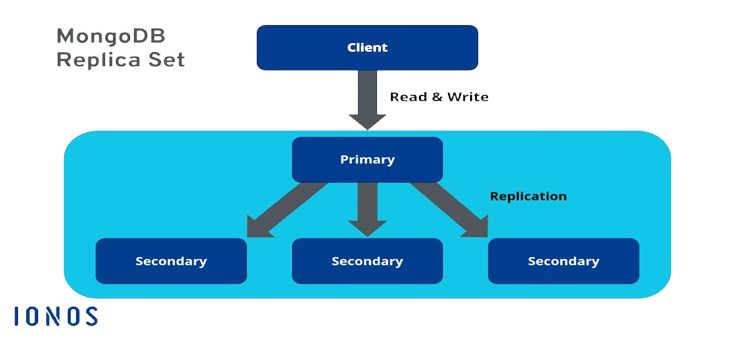 MongoDB
Replica Set
Client
Read & Write
Primary
Replication
Secondary
Secondary
Secondary
IONOS